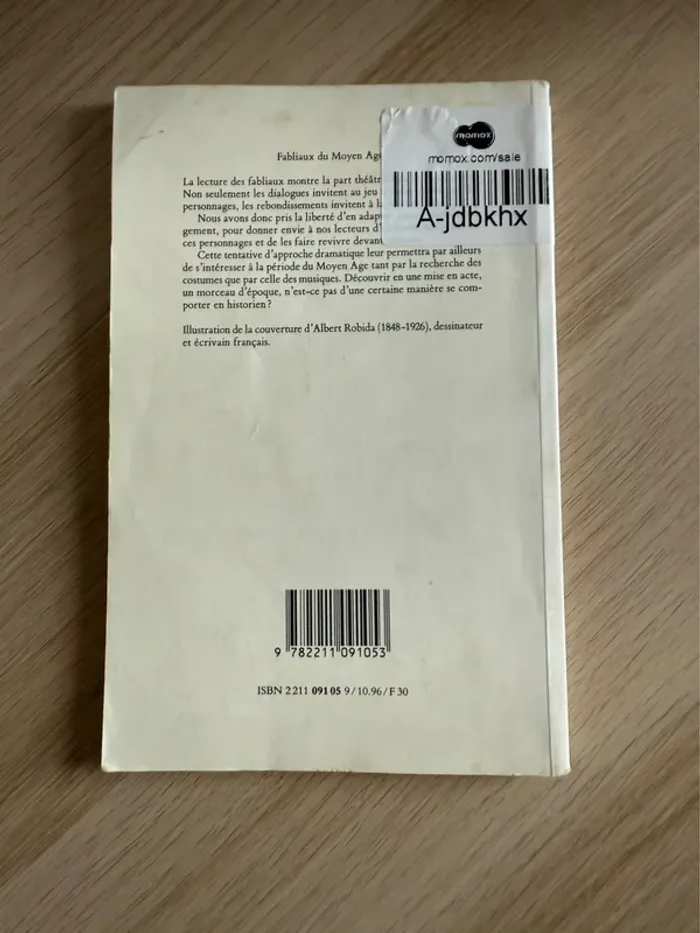 Fabliaux du Moyen Age
La lecture des fabliaux montre la part
Non seulement les dialogues invitent au jeu
personnages, les rebondissements invitent à
Nous avons donc pris la liberté d'en
gement, pour donner envie à nos lecteurs
ces personnages et de les faire revivre
Cette tentative d'approche dramatique leur permettra par ailleurs
de s'intéresser à la période du Moyen Age tant par la recherche des
costumes que par celle des musiques. Découvrir en une mise en acte,
un morceau d'époque, n'est-ce pas d'une certaine manière se com-
porter en historien?
Illustration de la couverture d'Albert Robida (1848-1926), dessinateur
et écrivain français.
momox
momox.com/sale
A-jdbkhx
9 782211 091053
ISBN 2 211 091 05 9/10.96/F 30